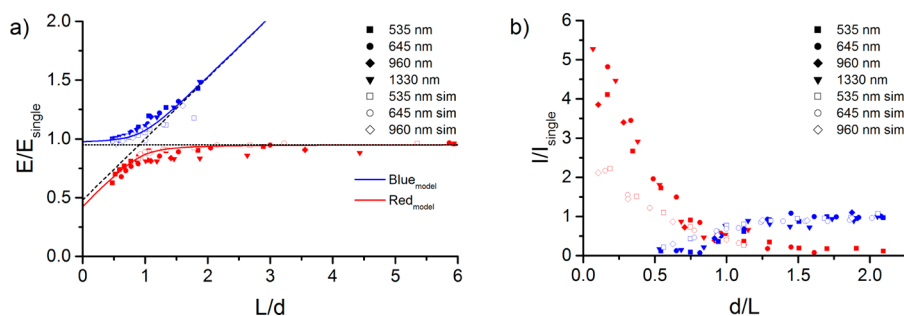 a)
2.0
1.5
1.0
0.5
0.0
E/E_single
0 1 2 3 4 5 6
L/d
535 nm
645 nm
960 nm
1330 nm
535 nm sim
645 nm sim
960 nm sim
Blue_model
Red_model
b)
6
5
4
3
2
1
0
I/I_single
0.0 0.5 1.0 1.5 2.0
d/L
535 nm
645 nm
960 nm
1330 nm
535 nm sim
645 nm sim
960 nm sim